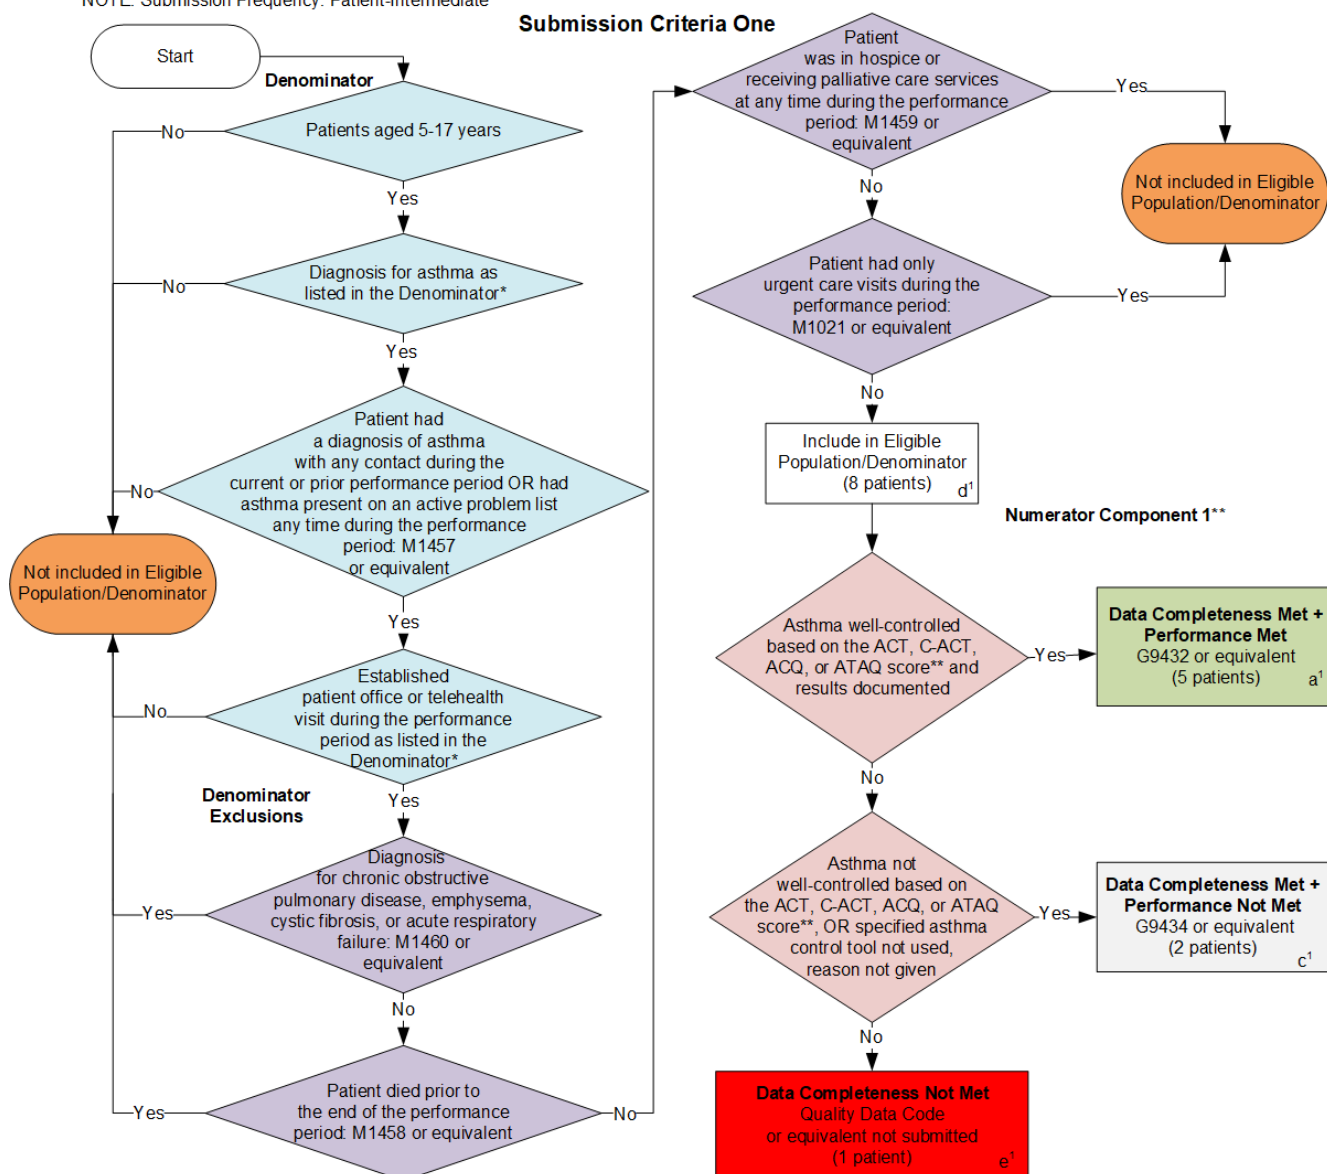 NOTE: Submission Frequency: Patient-Intermediate
Submission Criteria One
Start
Denominator
Patients aged 5-17 years
No
Yes
Diagnosis for asthma as
listed in the Denominator*
No
Yes
Patient had
a diagnosis of asthma
with any contact during the
current or prior performance period OR had
asthma present on an active problem list
any time during the performance
period: M1457
or equivalent
No
Not included in Eligible
Population/Denominator
Yes
Established
patient office or telehealth
visit during the performance
period as listed in the
Denominator*
No
Yes
Denominator
Exclusions
Diagnosis
for chronic obstructive
pulmonary disease, emphysema,
cystic fibrosis, or acute respiratory
failure: M1460 or
equivalent
Yes
No
Patient died prior to
the end of the performance
period: M1458 or equivalent
Yes
No
Patient
was in hospice or
receiving palliative care services
at any time during the performance
period: M1459 or
equivalent
Yes
No
Not included in Eligible
Population/Denominator
Patient had only
urgent care visits during the
performance period:
M1021 or equivalent
Yes
No
Include in Eligible
Population/Denominator
(8 patients) d¹
Numerator Component 1**
Asthma well-controlled
based on the ACT, C-ACT,
ACQ, or ATAQ score** and
results documented
Yes
Data Completeness Met +
Performance Met
G9432 or equivalent
(5 patients) a¹
No
Asthma not
well-controlled based on
the ACT, C-ACT, ACQ, or ATAQ
score**, OR specified asthma
control tool not used,
reason not given
Yes
Data Completeness Met +
Performance Not Met
G9434 or equivalent
(2 patients) c¹
No
Data Completeness Not Met
Quality Data Code
or equivalent not submitted
(1 patient) e¹